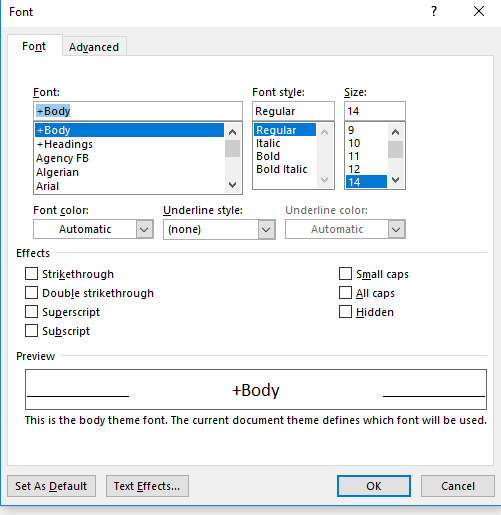 Font
? ×
Font Advanced
Font: Font style: Size:
+Body Regular 14
+Body Regular 9
+Headings Italic 10
Agency FB Bold 11
Algerian Bold Italic 12
Arial 14
Font color: Underline style: Underline color:
Automatic (none) Automatic
Effects
Strikethrough Small caps
Double strikethrough All caps
Superscript Hidden
Subscript
Preview
+Body
This is the body theme font. The current document theme defines which font will be used.
Set As Default Text Effects... OK Cancel